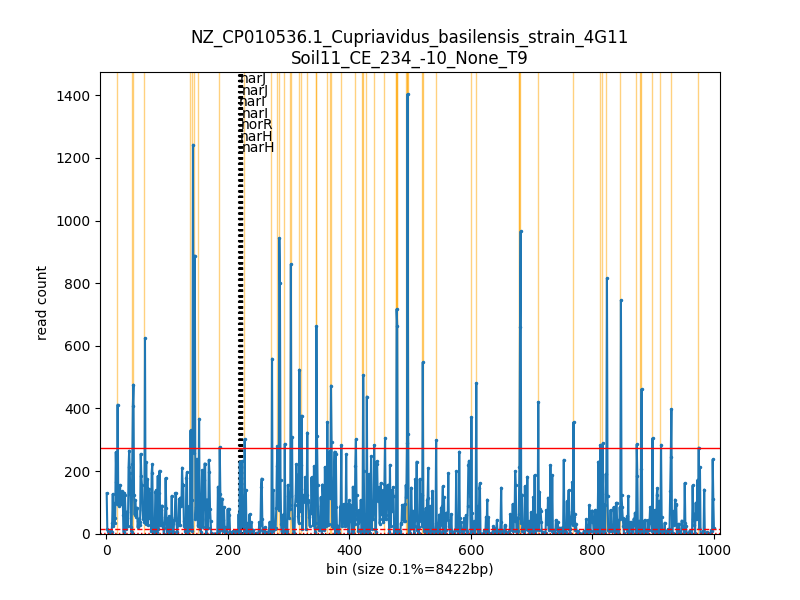 NZ_CP010536.1_Cupriavidus_basilensis_strain_4G11
Soil11_CE_234_-10_None_T9
narJ
narJ
narI
narI
norR
narH
narH
1400
1200
1000
800
600
400
200
0
read count
0 200 400 600 800 1000
bin (size 0.1%=8422bp)